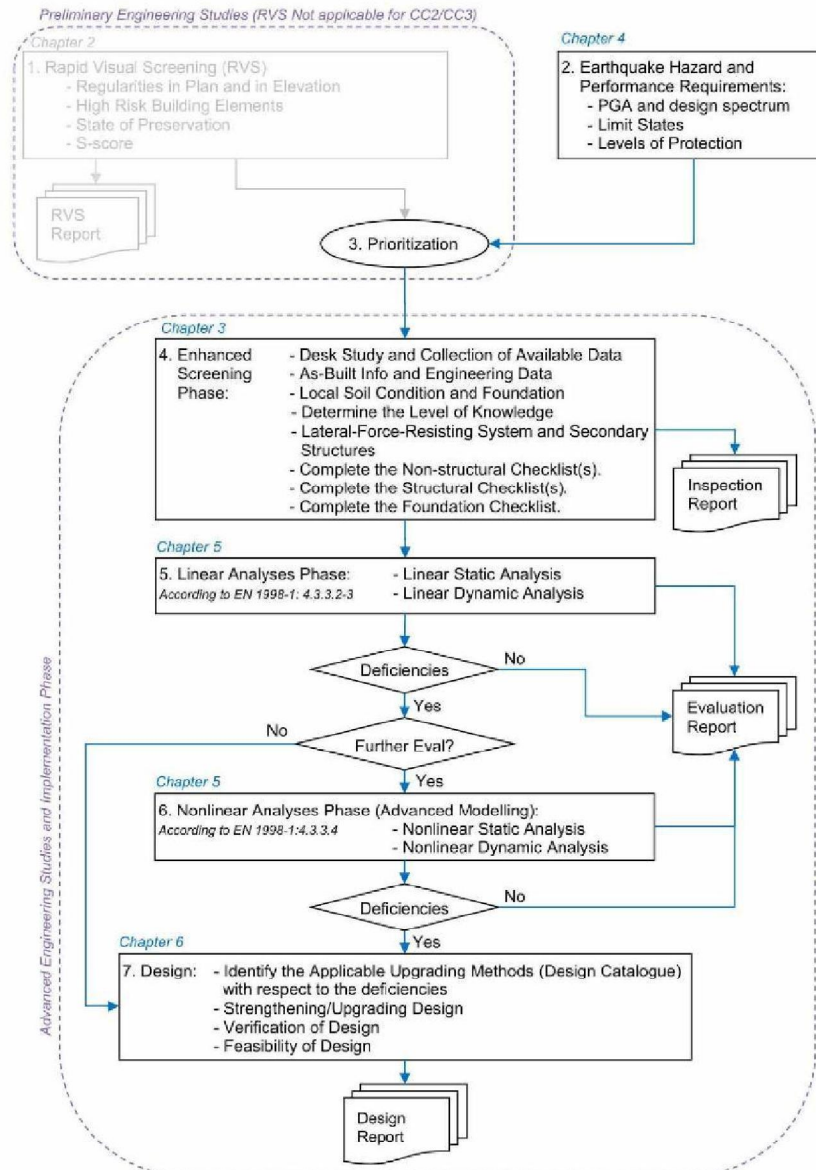 Preliminary Engineering Studies (RVS Not applicable for CC2/CC3)
Chapter 2
1. Rapid Visual Screening (RVS)
- Regularities in Plan and in Elevation
- High Risk Building Elements
- State of Preservation
- S-score
RVS
Report
Chapter 4
2. Earthquake Hazard and
Performance Requirements:
- PGA and design spectrum
- Limit States
- Levels of Protection
3. Prioritization
Advanced Engineering Studies and Implementation Phase
Chapter 3
4. Enhanced
Screening
Phase:
- Desk Study and Collection of Available Data
- As-Built Info and Engineering Data
- Local Soil Condition and Foundation
- Determine the Level of Knowledge
- Lateral-Force-Resisting System and Secondary
Structures
- Complete the Non-structural Checklist(s).
- Complete the Structural Checklist(s).
- Complete the Foundation Checklist.
Inspection
Report
Chapter 5
5. Linear Analyses Phase:
According to EN 1998-1: 4.3.3.2-3
- Linear Static Analysis
- Linear Dynamic Analysis
Deficiencies
No
Yes
Evaluation
Report
No
Further Eval?
Yes
Chapter 5
6. Nonlinear Analyses Phase (Advanced Modelling):
According to EN 1998-1:4.3.3.4
- Nonlinear Static Analysis
- Nonlinear Dynamic Analysis
Deficiencies
No
Yes
Chapter 6
7. Design:
- Identify the Applicable Upgrading Methods (Design Catalogue)
with respect to the deficiencies
- Strengthening/Upgrading Design
- Verification of Design
- Feasibility of Design
Design
Report